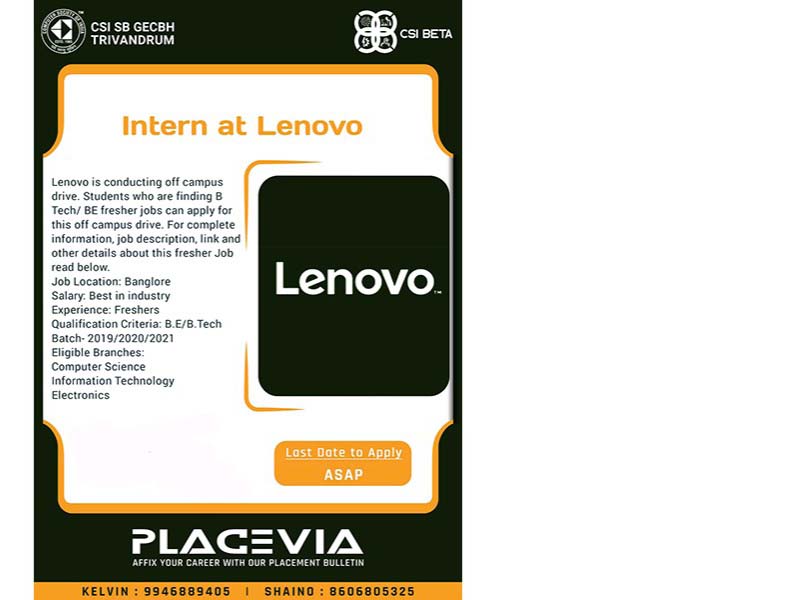 CSI SB GECBH
TRIVANDRUM
CSI BETA
Intern at Lenovo
Lenovo is conducting off campus
drive. Students who are finding B
Tech/ BE fresher jobs can apply for
this off campus drive. For complete
information, job description, link and
other details about this fresher Job
read below.
Job Location: Banglore
Salary: Best in industry
Experience: Freshers
Qualification Criteria: B.E/B.Tech
Batch- 2019/2020/2021
Eligible Branches:
Computer Science
Information Technology
Electronics
Lenovo™
Last Date to Apply
ASAP
PLACEVIA
AFFIX YOUR CAREER WITH OUR PLACEMENT BULLETIN
KELVIN : 9946889405 I SHAINO : 8606805325